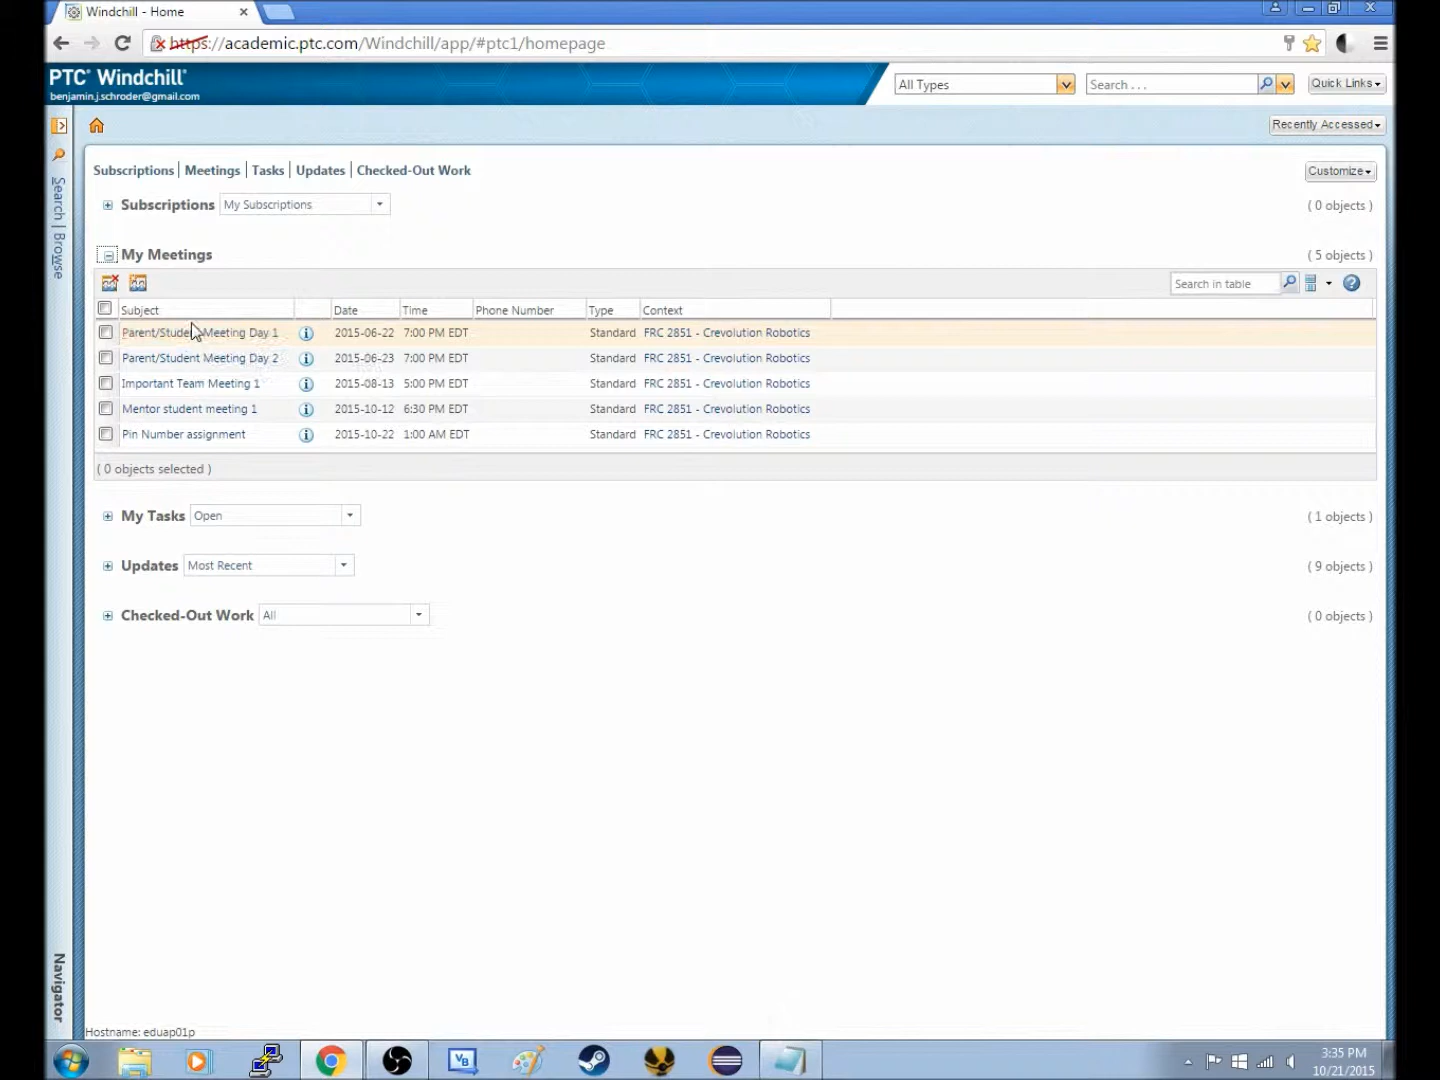 Windchill - Home
https://academic.ptc.com/Windchill/app/#ptc1/homepage
PTC® Windchill®
benjamin.j.schroder@gmail.com
All Types
Search . . .
Quick Links
Recently Accessed
Subscriptions | Meetings | Tasks | Updates | Checked-Out Work
Customize
Subscriptions My Subscriptions ( 0 objects )
My Meetings ( 5 objects )
Search in table
Subject Date Time Phone Number Type Context
Parent/Student Meeting Day 1 2015-06-22 7:00 PM EDT Standard FRC 2851 - Crevolution Robotics
Parent/Student Meeting Day 2 2015-06-23 7:00 PM EDT Standard FRC 2851 - Crevolution Robotics
Important Team Meeting 1 2015-08-13 5:00 PM EDT Standard FRC 2851 - Crevolution Robotics
Mentor student meeting 1 2015-10-12 6:30 PM EDT Standard FRC 2851 - Crevolution Robotics
Pin Number assignment 2015-10-22 1:00 AM EDT Standard FRC 2851 - Crevolution Robotics
( 0 objects selected )
My Tasks Open ( 1 objects )
Updates Most Recent ( 9 objects )
Checked-Out Work All ( 0 objects )
Search | Browse
Navigator
Hostname: eduap01p
VB
3:35 PM
10/21/2015